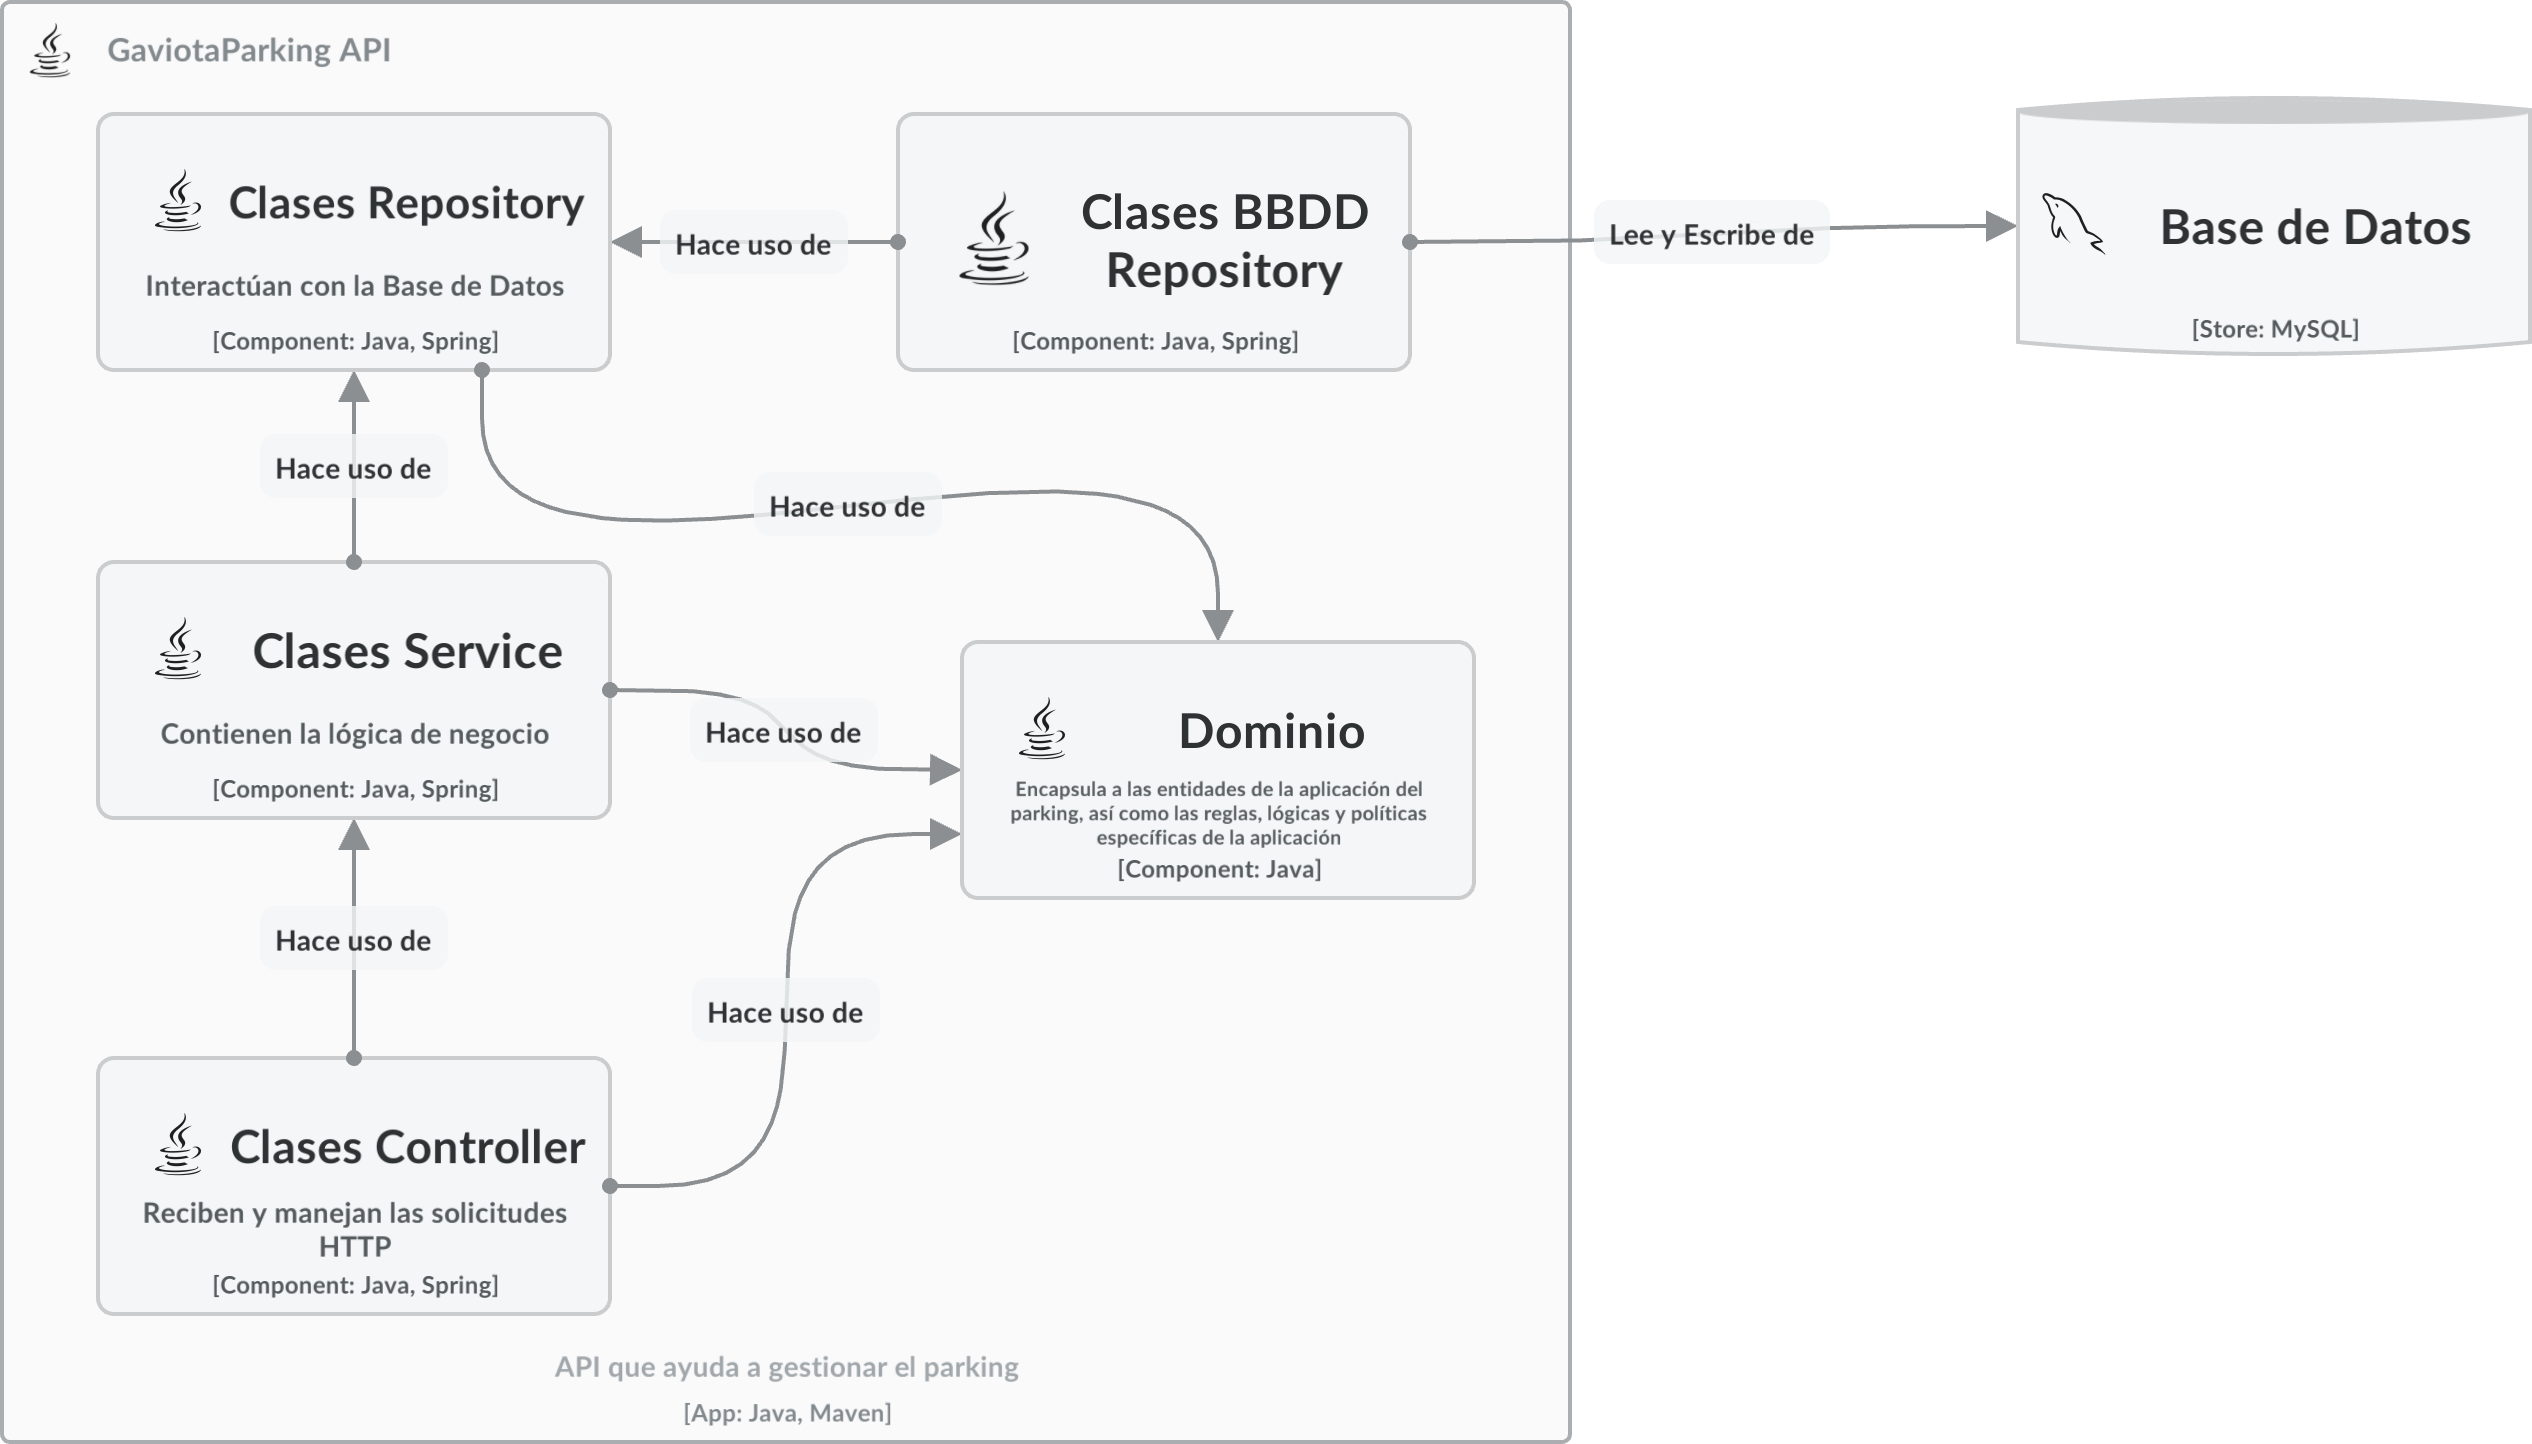 GaviotaParking API
Clases Repository
Interactúan con la Base de Datos
[Component: Java, Spring]
Hace uso de
Clases BBDD
Repository
[Component: Java, Spring]
Lee y Escribe de
Base de Datos
[Store: MySQL]
Hace uso de
Hace uso de
Clases Service
Contienen la lógica de negocio
[Component: Java, Spring]
Hace uso de
Dominio
Encapsula a las entidades de la aplicación del
parking, así como las reglas, lógicas y políticas
específicas de la aplicación
[Component: Java]
Hace uso de
Hace uso de
Clases Controller
Reciben y manejan las solicitudes
HTTP
[Component: Java, Spring]
API que ayuda a gestionar el parking
[App: Java, Maven]